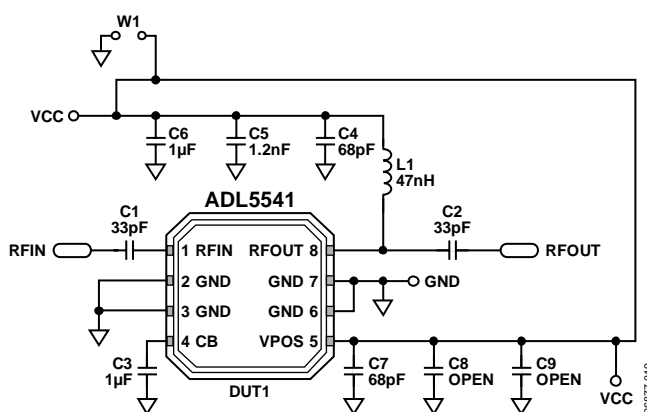 W1
VCC
C6
1µF
C5
1.2nF
C4
68pF
L1
47nH
ADL5541
C1
33pF
C2
33pF
RFIN
1 RFIN
RFOUT 8
RFOUT
2 GND
GND 7
GND
3 GND
GND 6
4 CB
VPOS 5
C3
1µF
DUT1
C7
68pF
C8
OPEN
C9
OPEN
VCC